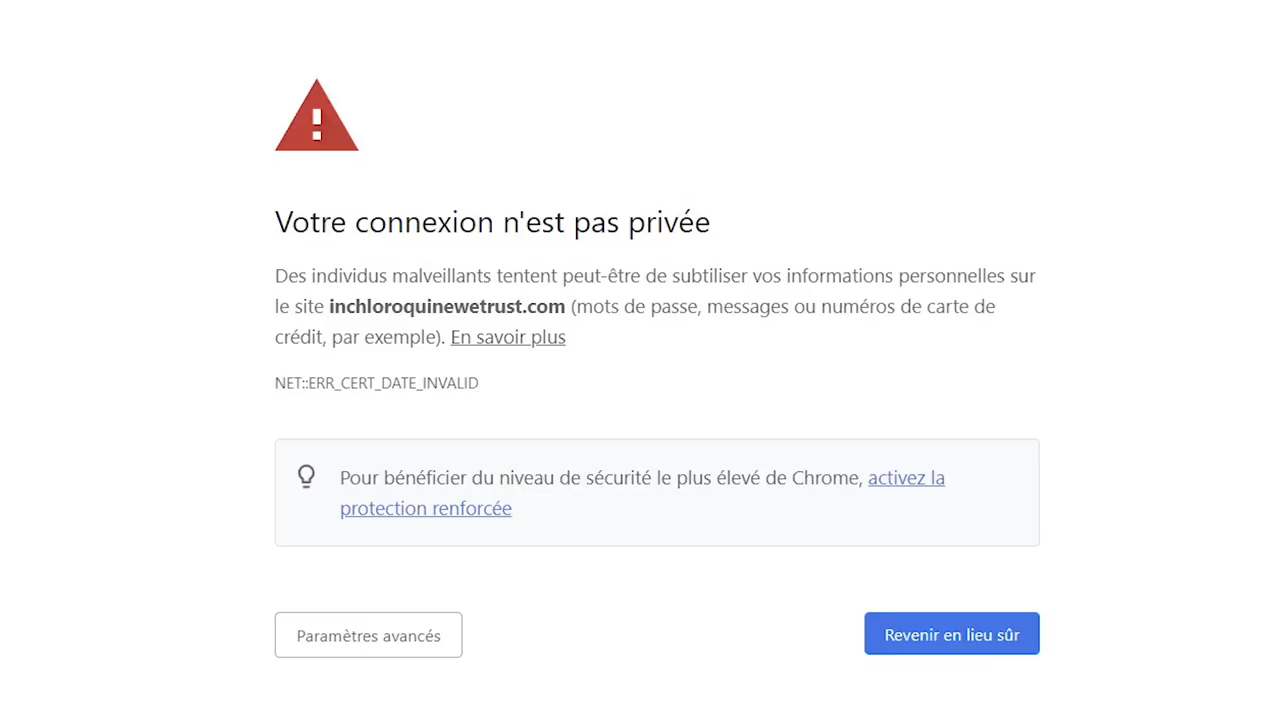 Votre connexion n'est pas privée
Des individus malveillants tentent peut-être de subtiliser vos informations personnelles sur
le site inchloroquinewetrust.com (mots de passe, messages ou numéros de carte de
crédit, par exemple). En savoir plus
NET::ERR_CERT_DATE_INVALID
Pour bénéficier du niveau de sécurité le plus élevé de Chrome, activez la
protection renforcée
Paramètres avancés
Revenir en lieu sûr